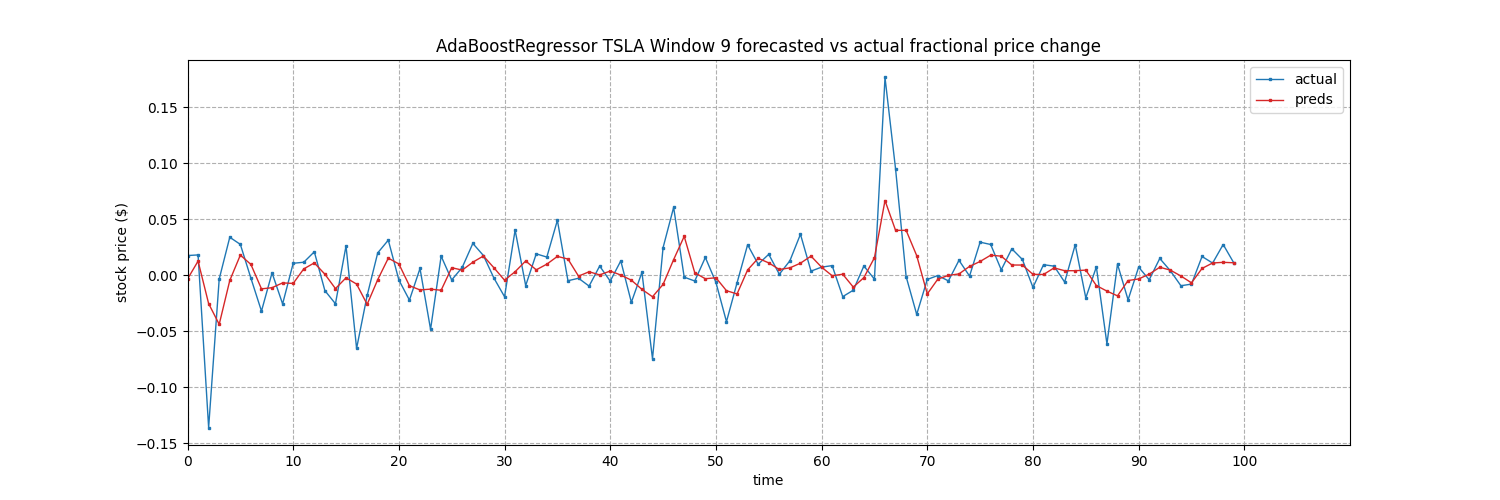 AdaBoostRegressor TSLA Window 9 forecasted vs actual fractional price change
actual
preds
stock price ($)
0.15
0.10
0.05
0.00
−0.05
−0.10
−0.15
0 10 20 30 40 50 60 70 80 90 100
time